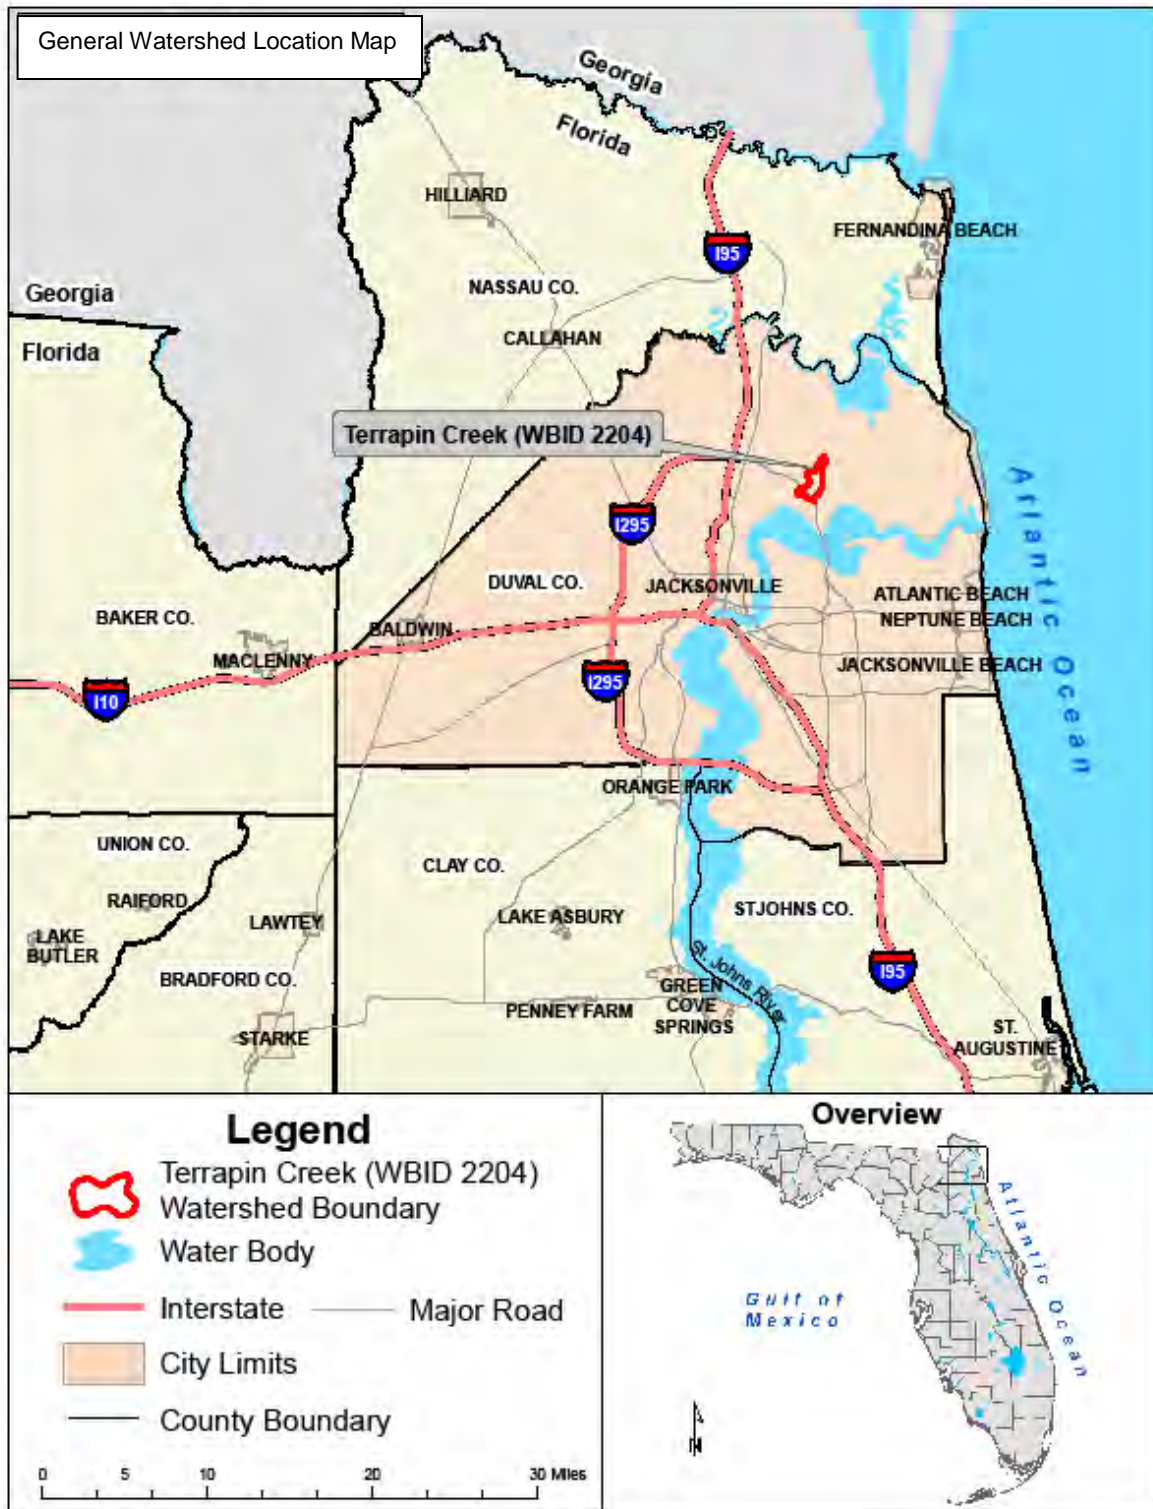 General Watershed Location Map
Georgia
Florida
HILLIARD
FERNANDINA BEACH
I95
NASSAU CO.
Georgia
CALLAHAN
Florida
Terrapin Creek (WBID 2204)
I295
Atlantic Ocean
DUVAL CO.
JACKSONVILLE
ATLANTIC BEACH
BAKER CO.
NEPTUNE BEACH
BALDWIN
MACLENNY
JACKSONVILLE BEACH
I295
I10
ORANGE PARK
UNION CO.
CLAY CO.
RAIFORD
STJOHNS CO.
LAWTEY
LAKE ASBURY
LAKE
BUTLER
St. Johns River
I95
BRADFORD CO.
GREEN
COVE
SPRINGS
PENNEY FARM
STARKE
ST.
AUGUSTINE
Legend
Terrapin Creek (WBID 2204)
Watershed Boundary
Water Body
Interstate
Major Road
City Limits
County Boundary
0 5 10 20 30 Miles
Overview
Atlantic Ocean
Gulf of
Mexico
N